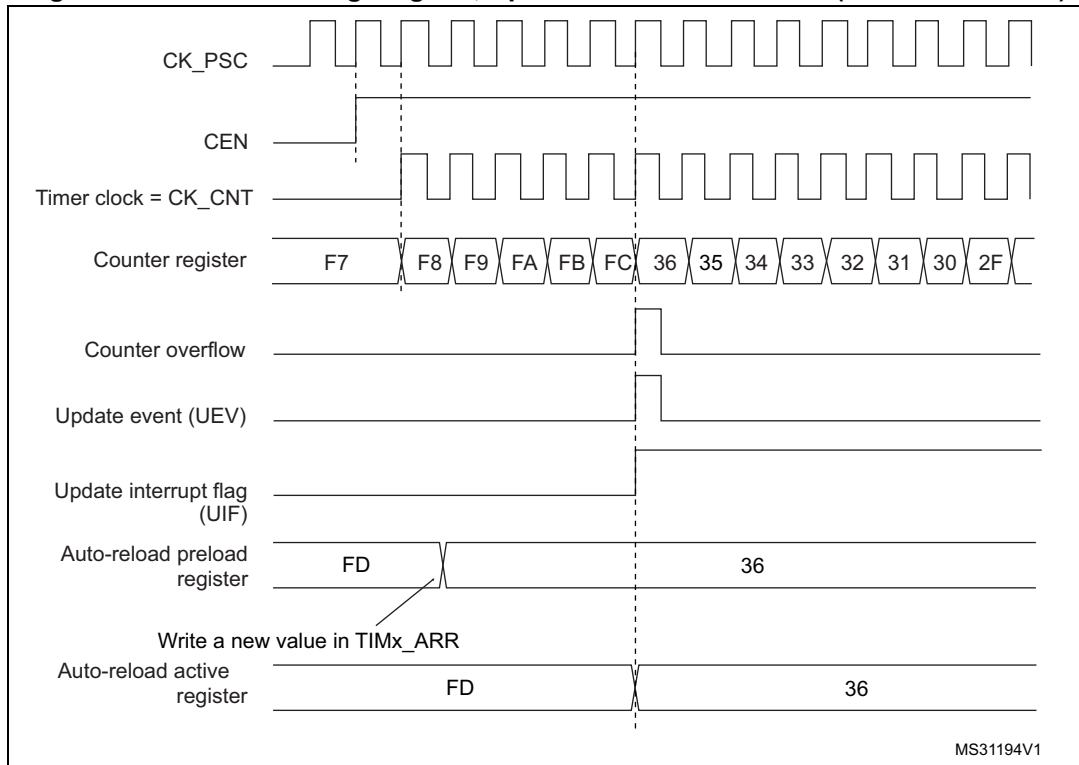 CK_PSC
CEN
Timer clock = CK_CNT
Counter register F7 F8 F9 FA FB FC 36 35 34 33 32 31 30 2F
Counter overflow
Update event (UEV)
Update interrupt flag
(UIF)
Auto-reload preload
register
FD 36
Write a new value in TIMx_ARR
Auto-reload active
register
FD 36
MS31194V1